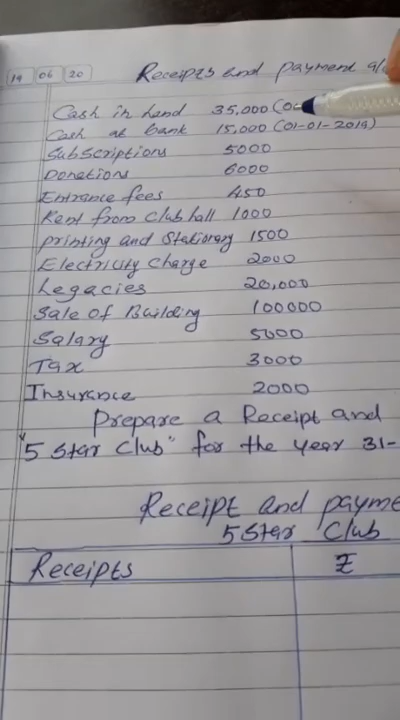 19 06 20
Receipts and payment a/c
Cash in hand 35,000
Cash at bank 15,000 (01-01-2019)
Subscriptions 5000
Donations 6000
Entrance fees 450
Rent from Club hall 1000
printing and Stationary 1500
Electricity Charge 2000
Legacies 20,000
Sale of Building 100000
Salary 5000
Tax 3000
Insurance 2000
Prepare a Receipt and
"5 Star Club" for the year 31-
Receipt and payme
5 Star Club
Receipts ₹